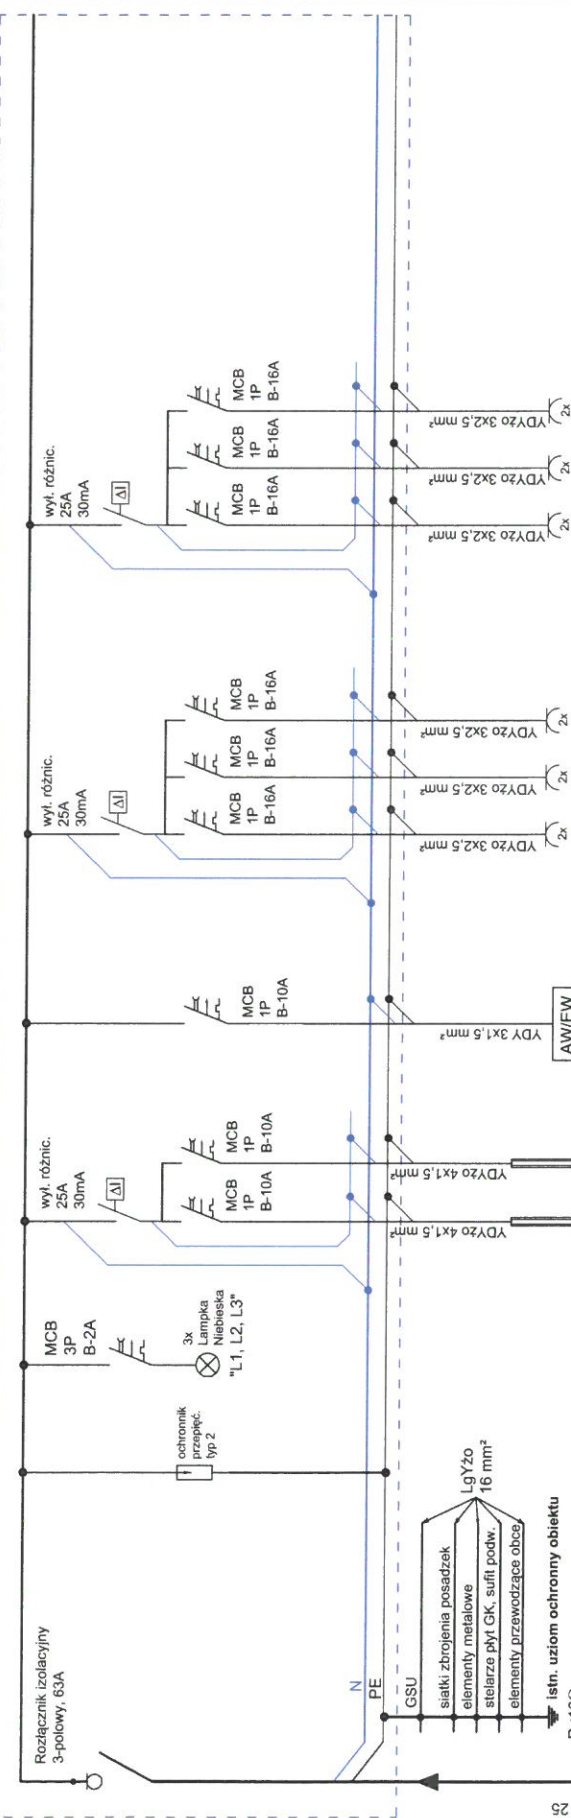 Rozłącznik izolacyjny
3-polowy, 63A
ochronnik
przepięć.
typ 2
MCB
3P
B-2A
3x
Lampka
Niebieska
"L1, L2, L3"
wył. różnic.
25A
30mA
ΔI
MCB
1P
B-10A
MCB
1P
B-10A
YDYżo 4x1,5 mm²
YDYżo 4x1,5 mm²
MCB
1P
B-10A
YDY 3x1,5 mm²
AW/EW
wył. różnic.
25A
30mA
ΔI
MCB
1P
B-16A
MCB
1P
B-16A
MCB
1P
B-16A
YDYżo 3x2,5 mm²
YDYżo 3x2,5 mm²
YDYżo 3x2,5 mm²
2x
2x
2x
wył. różnic.
25A
30mA
ΔI
MCB
1P
B-16A
MCB
1P
B-16A
MCB
1P
B-16A
YDYżo 3x2,5 mm²
YDYżo 3x2,5 mm²
YDYżo 3x2,5 mm²
2x
2x
2x
N
PE
GSU
siatki zbrojenia posadzek
elementy metalowe
stelarze płyt GK, sufit podw.
elementy przewodzące obce
LgYżo
16 mm²
istn. uziom ochronny obiektu
25